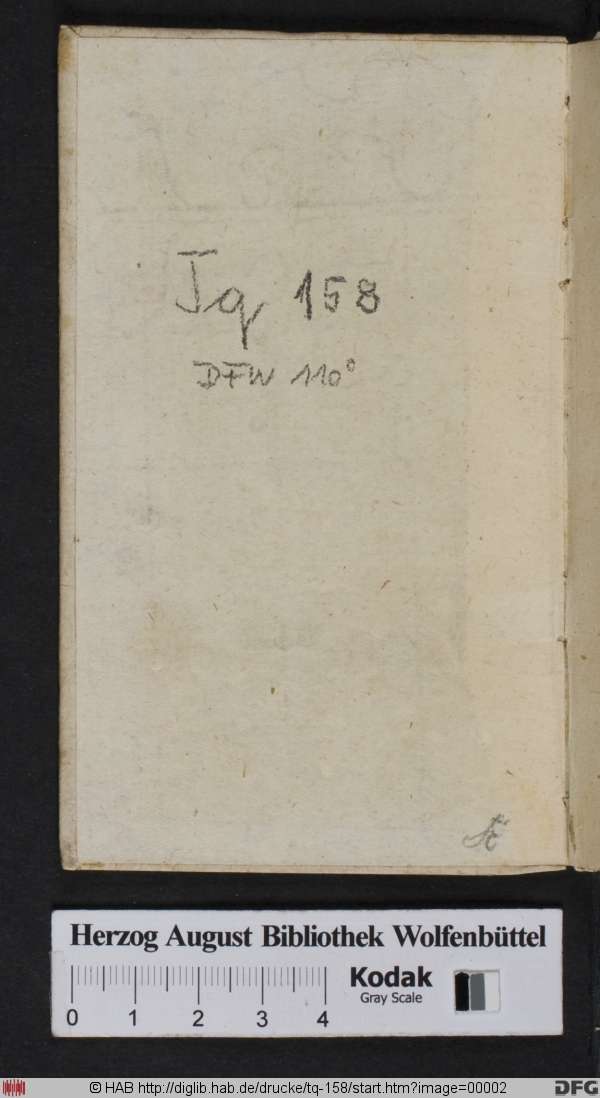 Tq 158
DFW 110°
Herzog August Bibliothek Wolfenbüttel
Kodak
Gray Scale
0 1 2 3 4
© HAB http://diglib.hab.de/drucke/tq-158/start.htm?image=00002
DFG